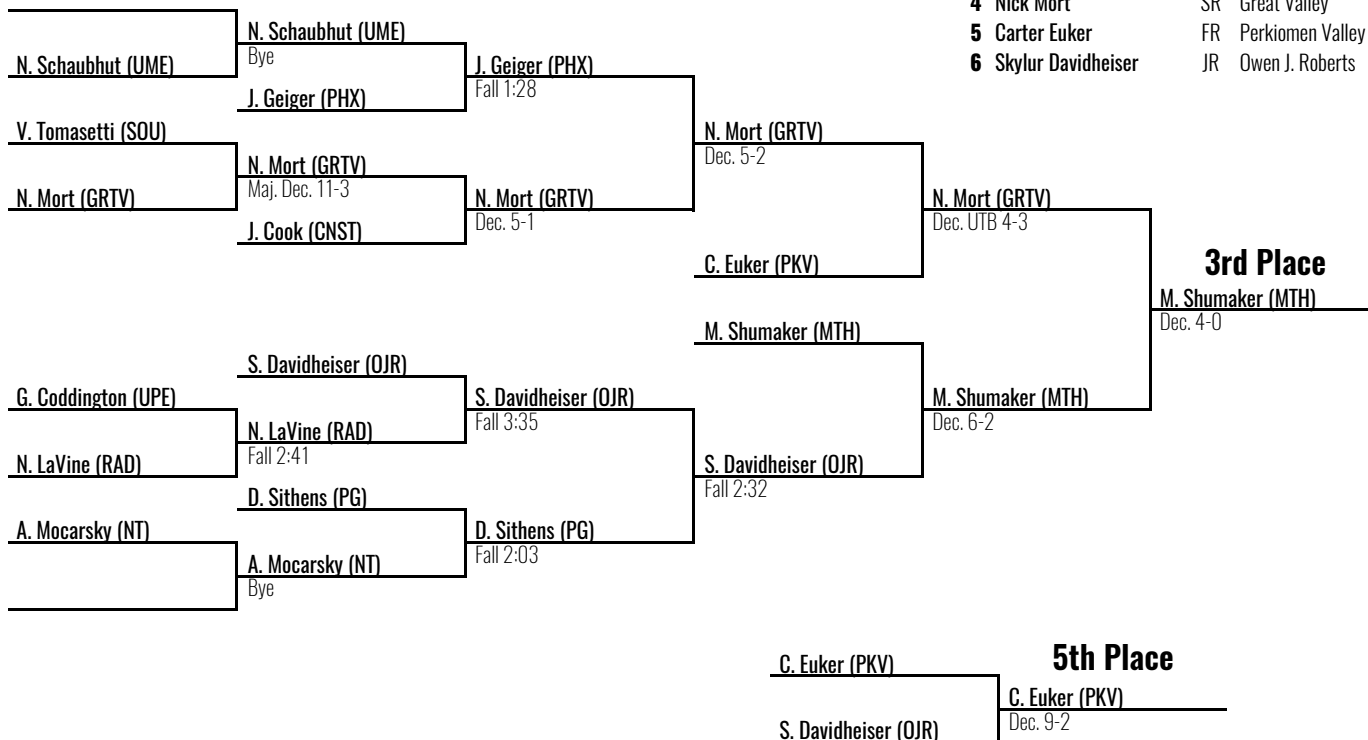 4 Nick Mort SR Great Valley
5 Carter Euker FR Perkiomen Valley
6 Skylur Davidheiser JR Owen J. Roberts
N. Schaubhut (UME)
N. Schaubhut (UME)
Bye
J. Geiger (PHX)
J. Geiger (PHX)
Fall 1:28
V. Tomasetti (SOU)
N. Mort (GRTV)
N. Mort (GRTV)
Maj. Dec. 11-3
J. Cook (CNST)
N. Mort (GRTV)
Dec. 5-1
N. Mort (GRTV)
Dec. 5-2
C. Euker (PKV)
N. Mort (GRTV)
Dec. UTB 4-3
3rd Place
M. Shumaker (MTH)
Dec. 4-0
M. Shumaker (MTH)
M. Shumaker (MTH)
Dec. 6-2
S. Davidheiser (OJR)
G. Coddington (UPE)
N. LaVine (RAD)
N. LaVine (RAD)
Fall 2:41
S. Davidheiser (OJR)
Fall 3:35
D. Sithens (PG)
A. Mocarsky (NT)
A. Mocarsky (NT)
Bye
D. Sithens (PG)
Fall 2:03
S. Davidheiser (OJR)
Fall 2:32
5th Place
C. Euker (PKV)
S. Davidheiser (OJR)
C. Euker (PKV)
Dec. 9-2